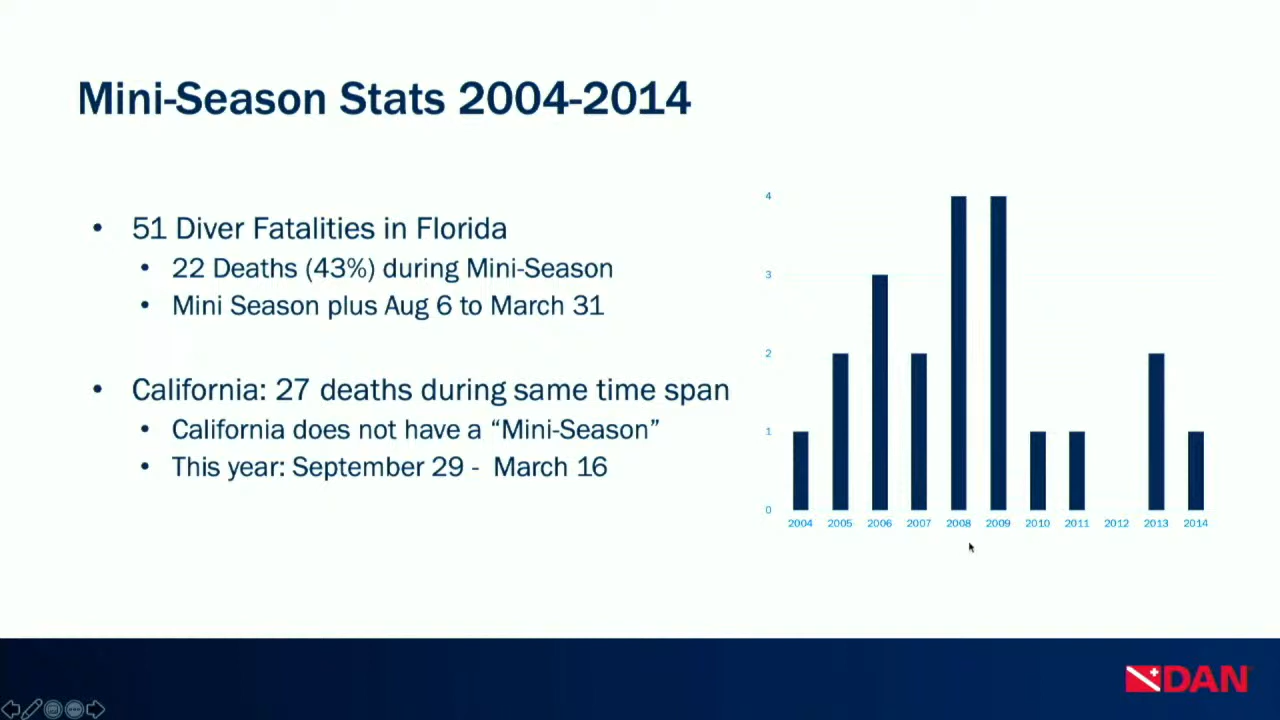 Mini-Season Stats 2004-2014
• 51 Diver Fatalities in Florida
• 22 Deaths (43%) during Mini-Season
• Mini Season plus Aug 6 to March 31
• California: 27 deaths during same time span
• California does not have a “Mini-Season”
• This year: September 29 - March 16
4
3
2
1
0
2004 2005 2006 2007 2008 2009 2010 2011 2012 2013 2014
DAN